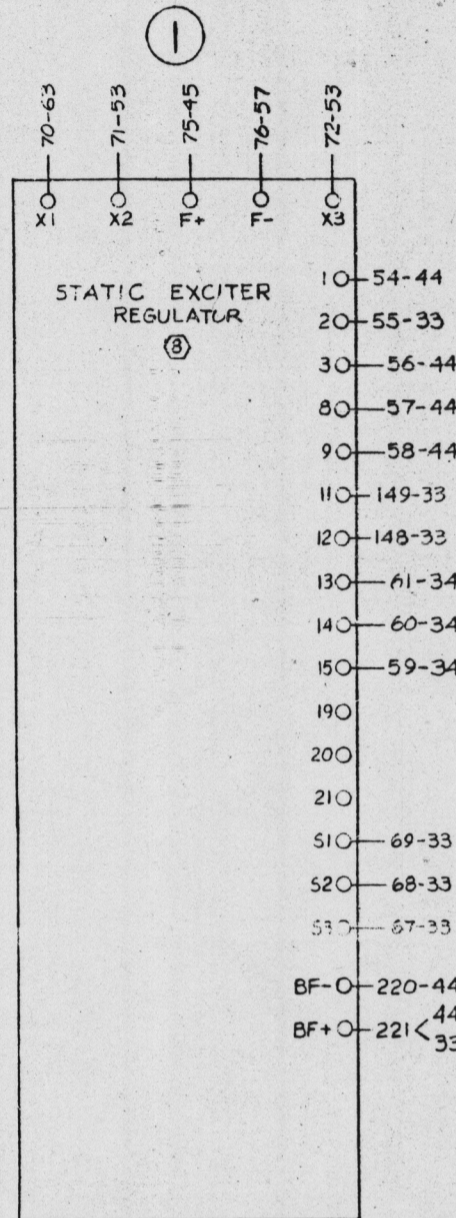 1
70-63
71-53
75-45
76-57
72-53
X1 X2 F+ F- X3
STATIC EXCITER
REGULATOR
8
1 54-44
2 55-33
3 56-44
8 57-44
9 58-44
11 149-33
12 148-33
13 61-34
14 60-34
15 59-34
19
20
21
S1 69-33
S2 68-33
S3 67-33
BF- 220-44
BF+ 221< 44
33